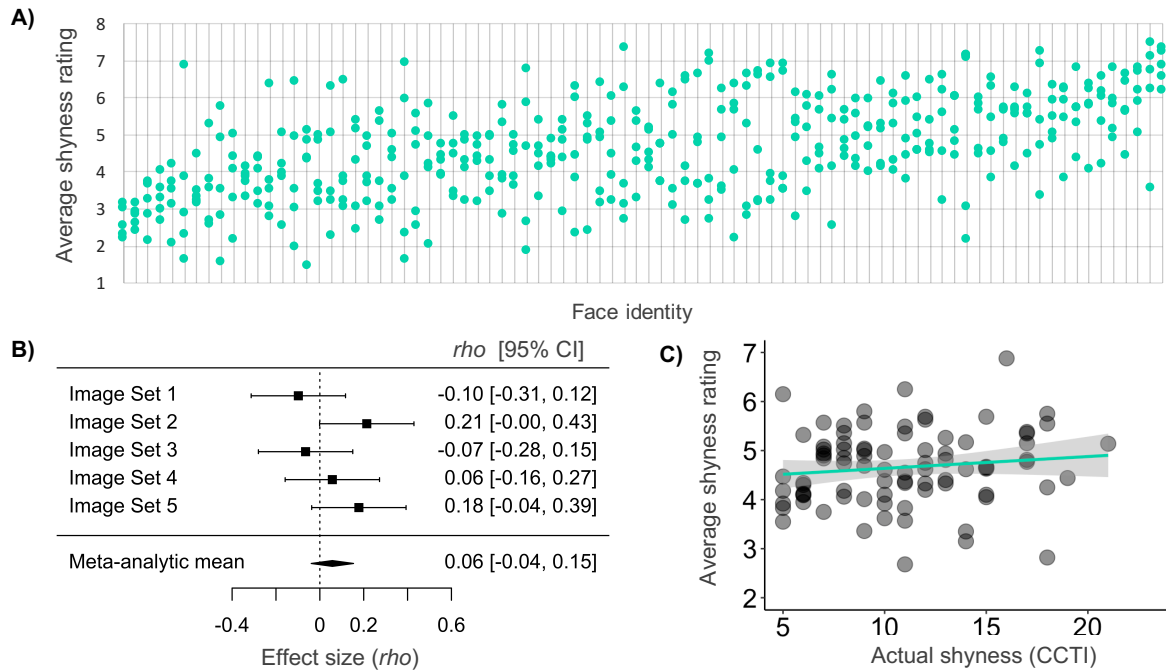 A)
Average shyness rating
8
7
6
5
4
3
2
1
Face identity
B)
rho [95% CI]
Image Set 1 -0.10 [-0.31, 0.12]
Image Set 2 0.21 [-0.00, 0.43]
Image Set 3 -0.07 [-0.28, 0.15]
Image Set 4 0.06 [-0.16, 0.27]
Image Set 5 0.18 [-0.04, 0.39]
Meta-analytic mean 0.06 [-0.04, 0.15]
-0.4 0 0.2 0.6
Effect size (rho)
C)
Average shyness rating
7
6
5
4
3
2
5 10 15 20
Actual shyness (CCTI)